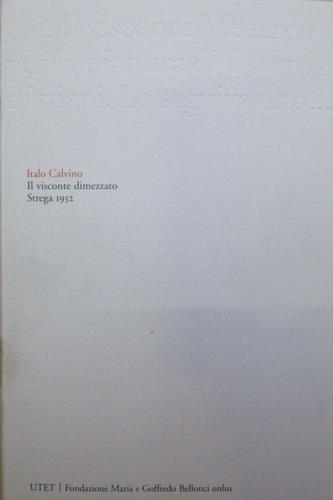 chi. Il visconte Medardo
per la pianura di Boemia
cristiani. Lo seguiva uno...
Italo Calvino
Il visconte dimezzato
Strega 1952
UTET | Fondazione Maria e Goffredo Bellonci onlus